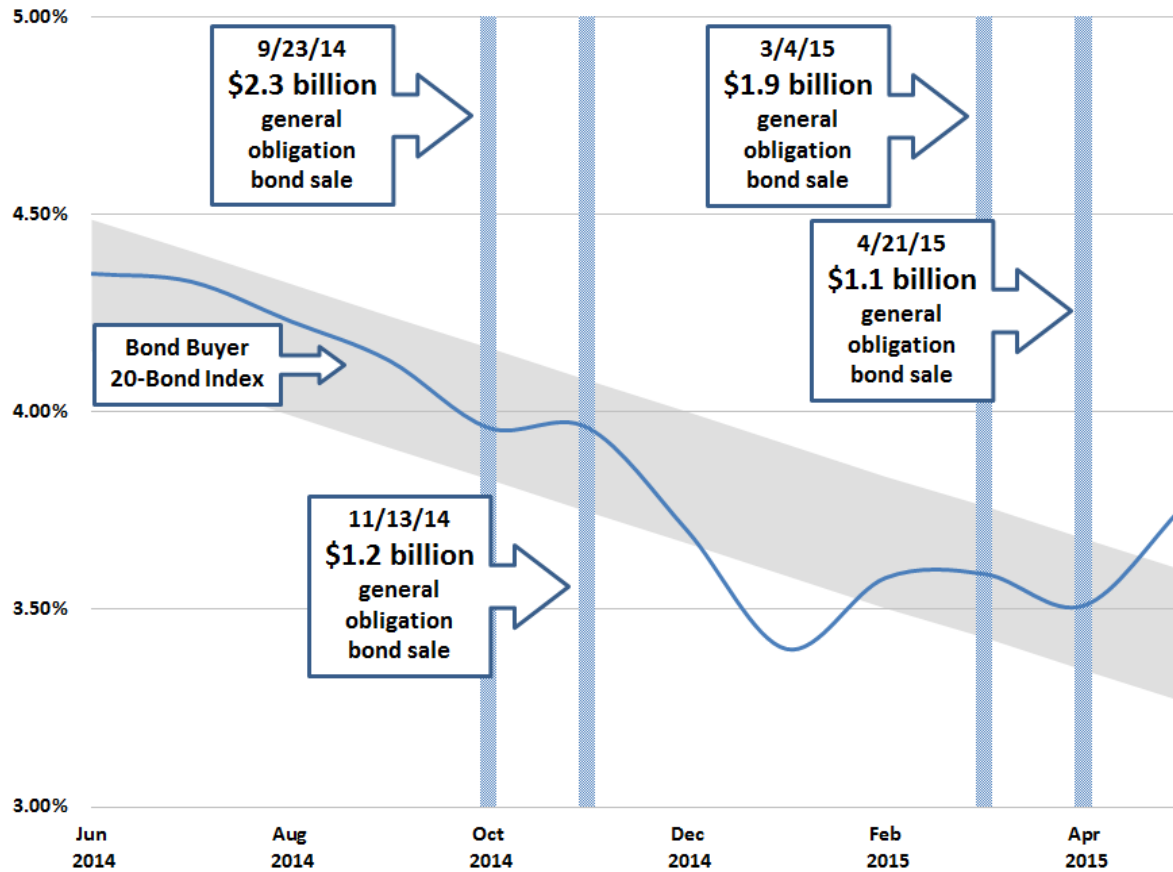 5.00%
9/23/14
$2.3 billion
general
obligation
bond sale
3/4/15
$1.9 billion
general
obligation
bond sale
4.50%
4/21/15
$1.1 billion
general
obligation
bond sale
Bond Buyer
20-Bond Index
4.00%
11/13/14
$1.2 billion
general
obligation
bond sale
3.50%
3.00%
Jun
2014
Aug
2014
Oct
2014
Dec
2014
Feb
2015
Apr
2015